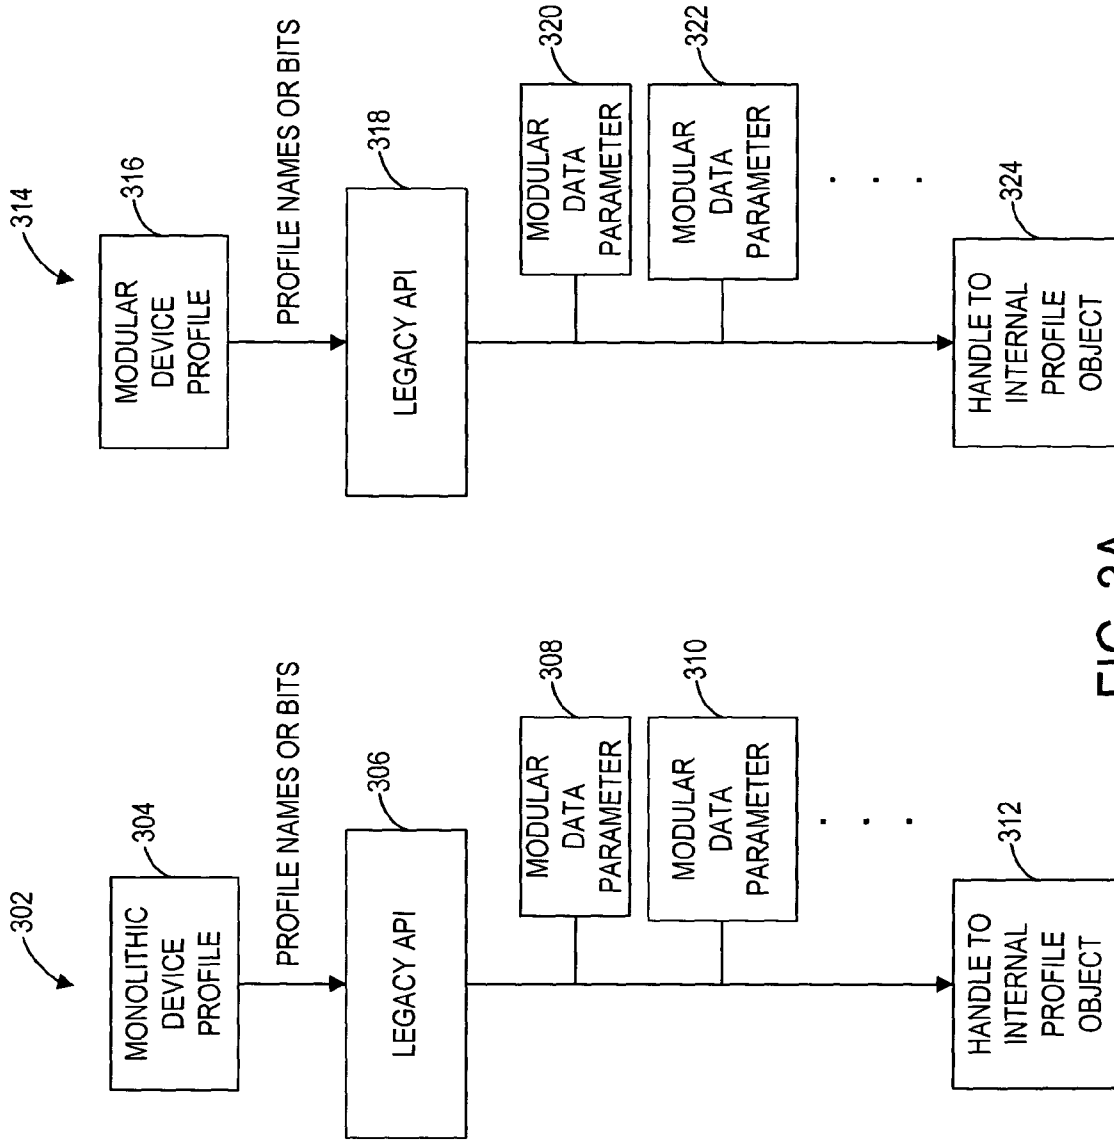 302
304
MONOLITHIC
DEVICE
PROFILE
PROFILE NAMES OR BITS
306
LEGACY API
308
MODULAR
DATA
PARAMETER
310
MODULAR
DATA
PARAMETER
. . .
312
HANDLE TO
INTERNAL
PROFILE
OBJECT
314
316
MODULAR
DEVICE
PROFILE
PROFILE NAMES OR BITS
318
LEGACY API
320
MODULAR
DATA
PARAMETER
322
MODULAR
DATA
PARAMETER
. . .
324
HANDLE TO
INTERNAL
PROFILE
OBJECT
FIG